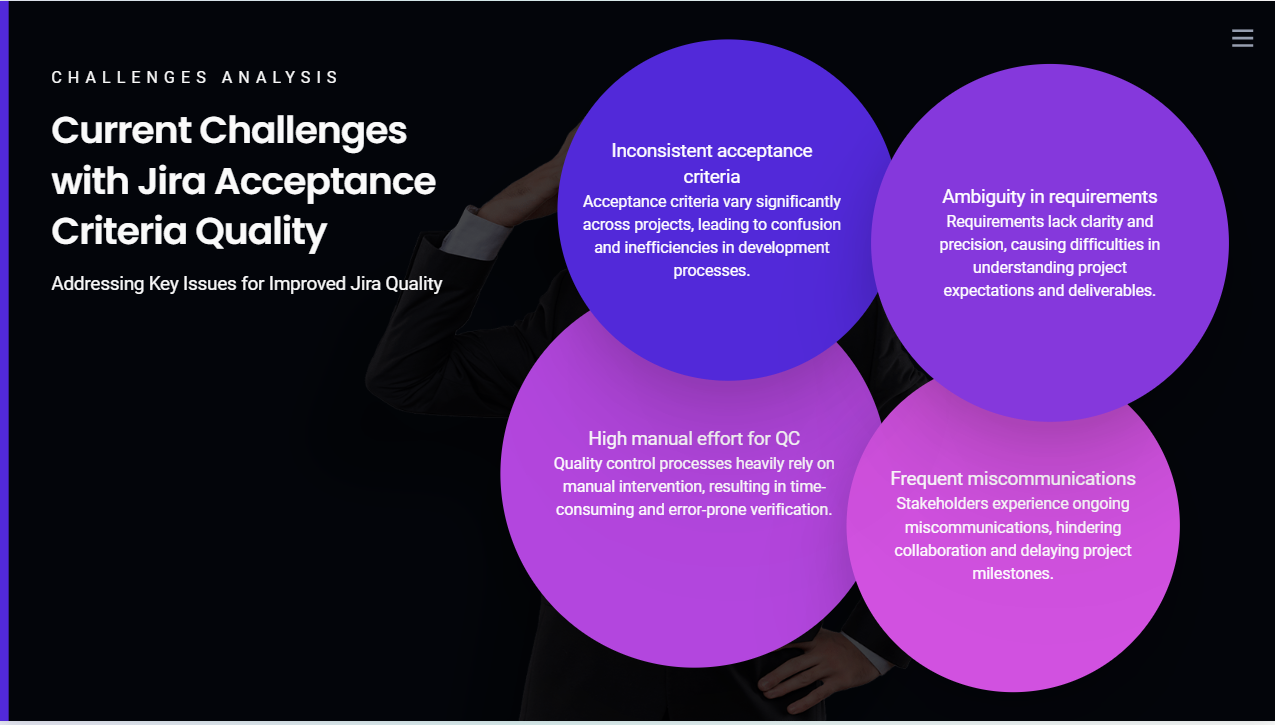 CHALLENGES ANALYSIS
Current Challenges
with Jira Acceptance
Criteria Quality
Addressing Key Issues for Improved Jira Quality
Inconsistent acceptance
criteria
Acceptance criteria vary significantly
across projects, leading to confusion
and inefficiencies in development
processes.
Ambiguity in requirements
Requirements lack clarity and
precision, causing difficulties in
understanding project
expectations and deliverables.
High manual effort for QC
Quality control processes heavily rely on
manual intervention, resulting in time-
consuming and error-prone verification.
Frequent miscommunications
Stakeholders experience ongoing
miscommunications, hindering
collaboration and delaying project
milestones.